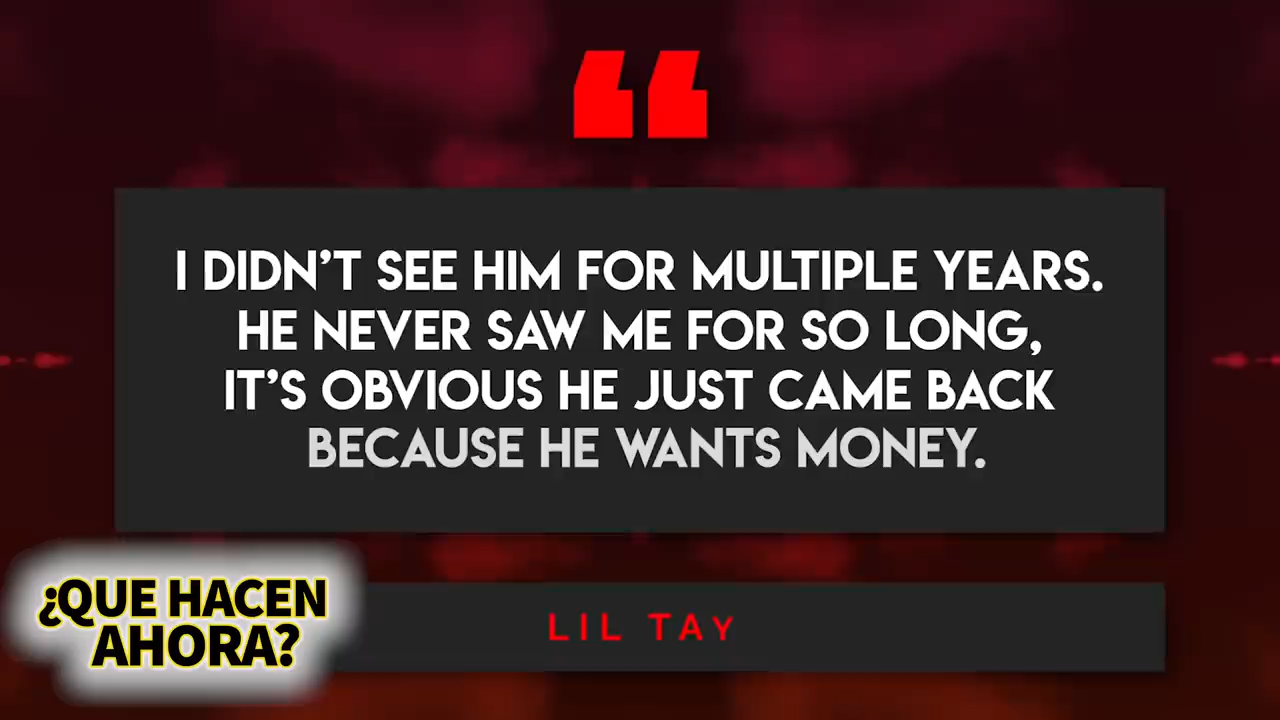 “
I DIDN’T SEE HIM FOR MULTIPLE YEARS.
HE NEVER SAW ME FOR SO LONG,
IT’S OBVIOUS HE JUST CAME BACK
BECAUSE HE WANTS MONEY.
LIL TAY
¿QUE HACEN
AHORA?